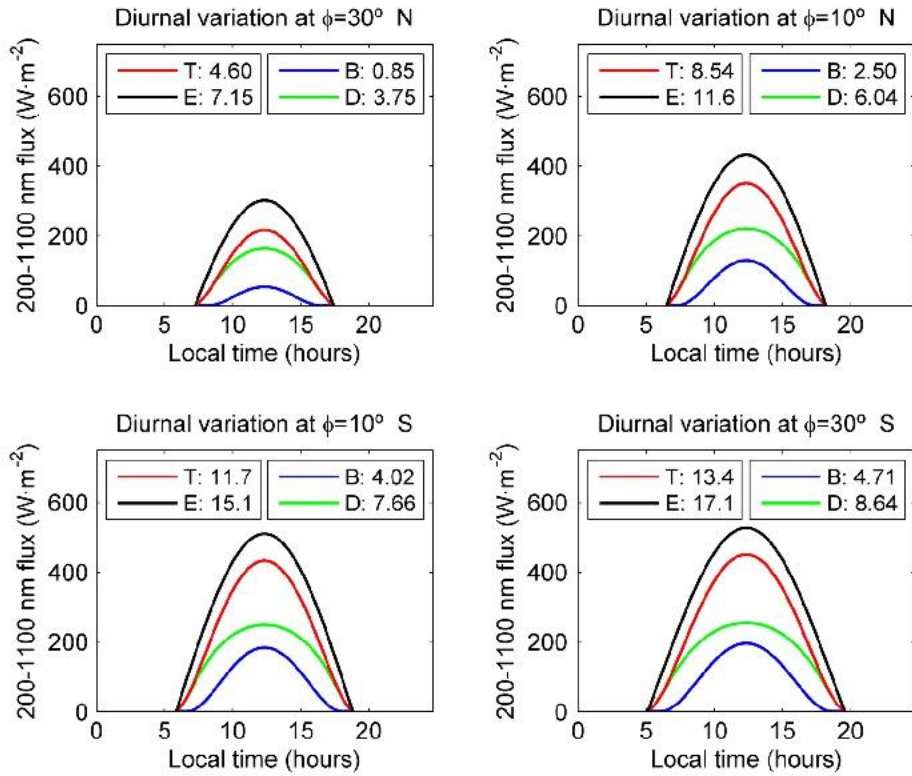 Diurnal variation at ϕ=30º N
200-1100 nm flux (W·m⁻²)
600
400
200
0
T: 4.60
E: 7.15
B: 0.85
D: 3.75
0 5 10 15 20
Local time (hours)
Diurnal variation at ϕ=10º N
200-1100 nm flux (W·m⁻²)
600
400
200
0
T: 8.54
E: 11.6
B: 2.50
D: 6.04
0 5 10 15 20
Local time (hours)
Diurnal variation at ϕ=10º S
200-1100 nm flux (W·m⁻²)
600
400
200
0
T: 11.7
E: 15.1
B: 4.02
D: 7.66
0 5 10 15 20
Local time (hours)
Diurnal variation at ϕ=30º S
200-1100 nm flux (W·m⁻²)
600
400
200
0
T: 13.4
E: 17.1
B: 4.71
D: 8.64
0 5 10 15 20
Local time (hours)